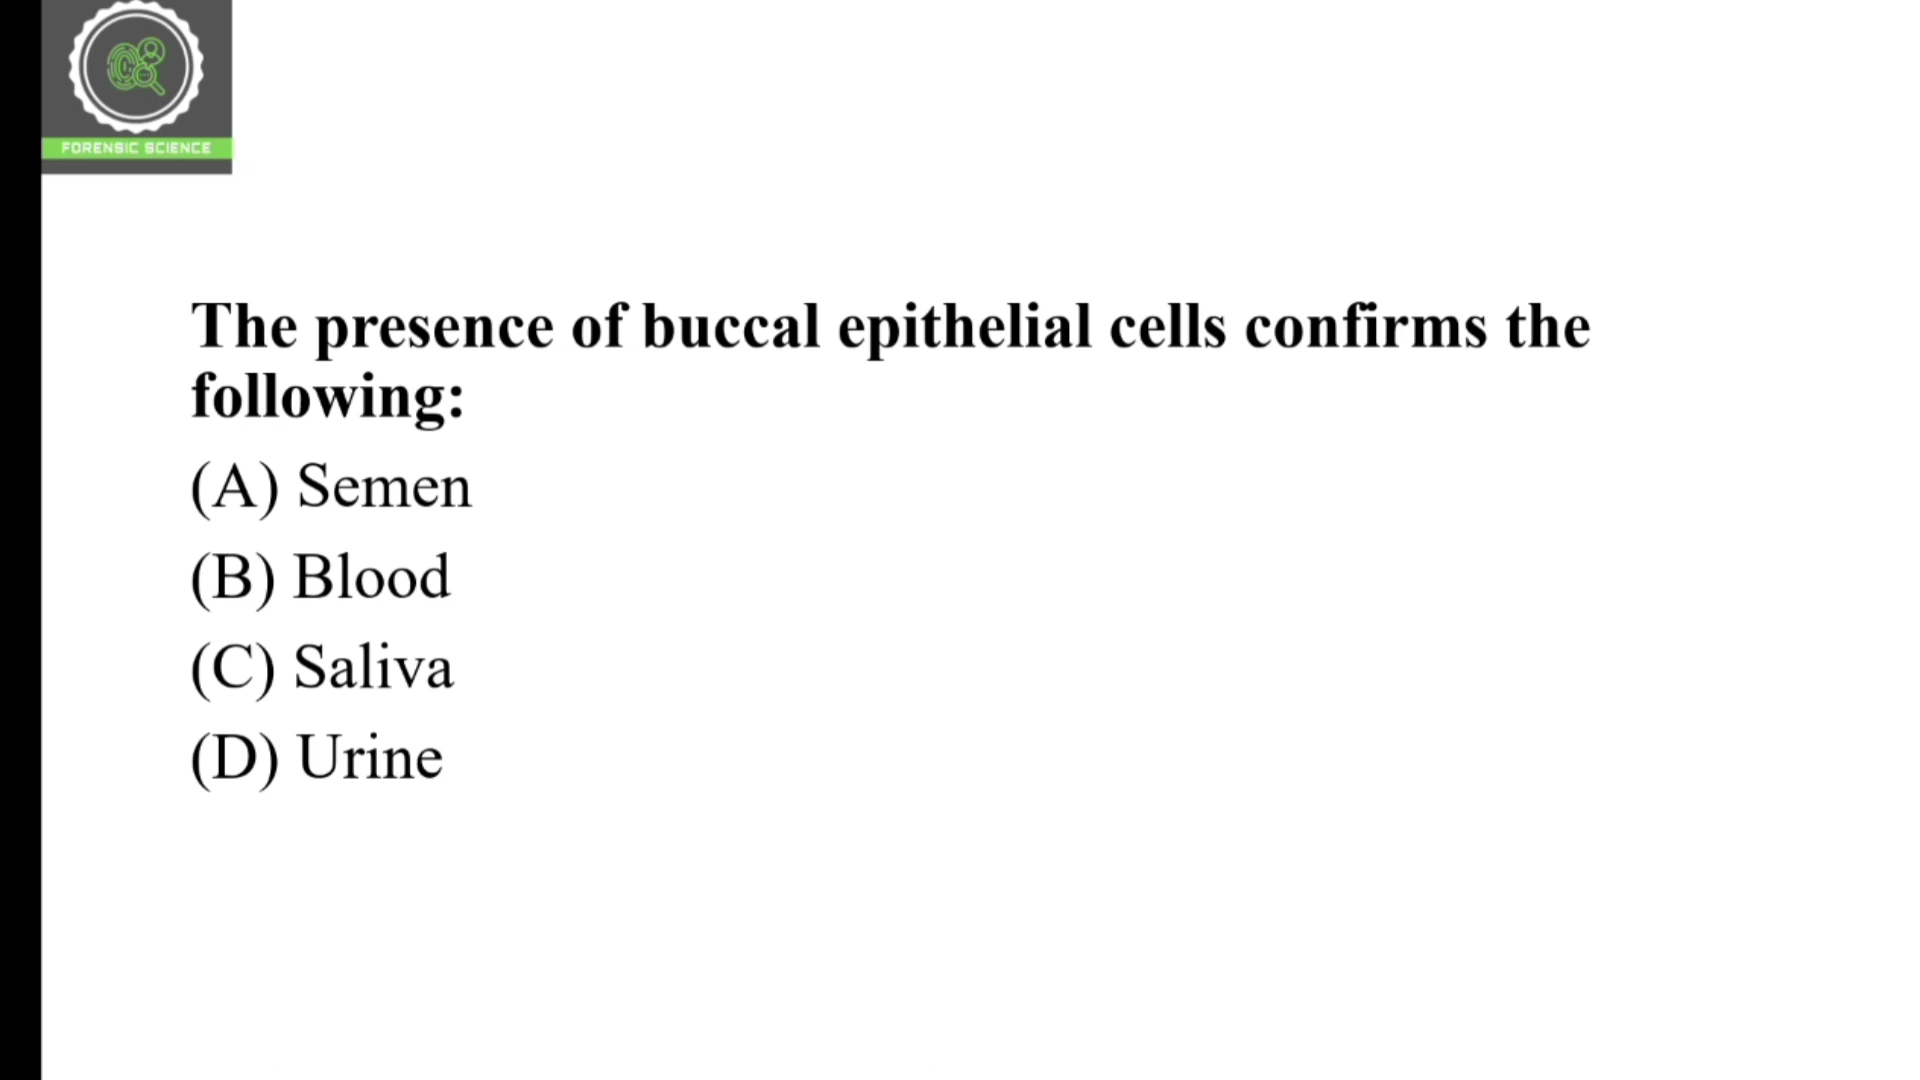 FORENSIC SCIENCE
The presence of buccal epithelial cells confirms the
following:
(A) Semen
(B) Blood
(C) Saliva
(D) Urine